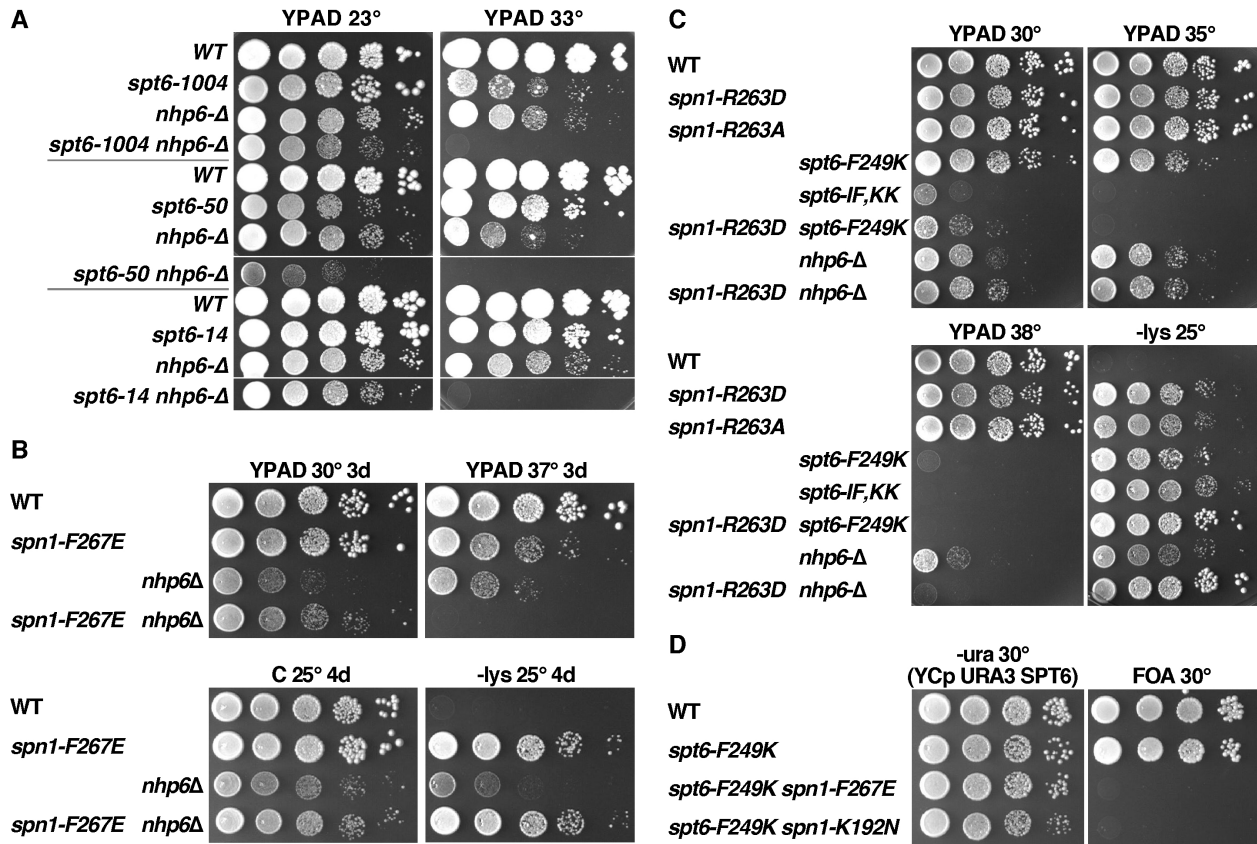 A
YPAD 23° YPAD 33°
WT
spt6-1004
nhp6-Δ
spt6-1004 nhp6-Δ
WT
spt6-50
nhp6-Δ
spt6-50 nhp6-Δ
WT
spt6-14
nhp6-Δ
spt6-14 nhp6-Δ
B
YPAD 30° 3d YPAD 37° 3d
WT
spn1-F267E
nhp6Δ
spn1-F267E nhp6Δ
C 25° 4d -lys 25° 4d
WT
spn1-F267E
nhp6Δ
spn1-F267E nhp6Δ
C
YPAD 30° YPAD 35°
WT
spn1-R263D
spn1-R263A
spt6-F249K
spt6-IF,KK
spn1-R263D spt6-F249K
nhp6-Δ
spn1-R263D nhp6-Δ
YPAD 38° -lys 25°
WT
spn1-R263D
spn1-R263A
spt6-F249K
spt6-IF,KK
spn1-R263D spt6-F249K
nhp6-Δ
spn1-R263D nhp6-Δ
D
-ura 30°
(YCp URA3 SPT6) FOA 30°
WT
spt6-F249K
spt6-F249K spn1-F267E
spt6-F249K spn1-K192N